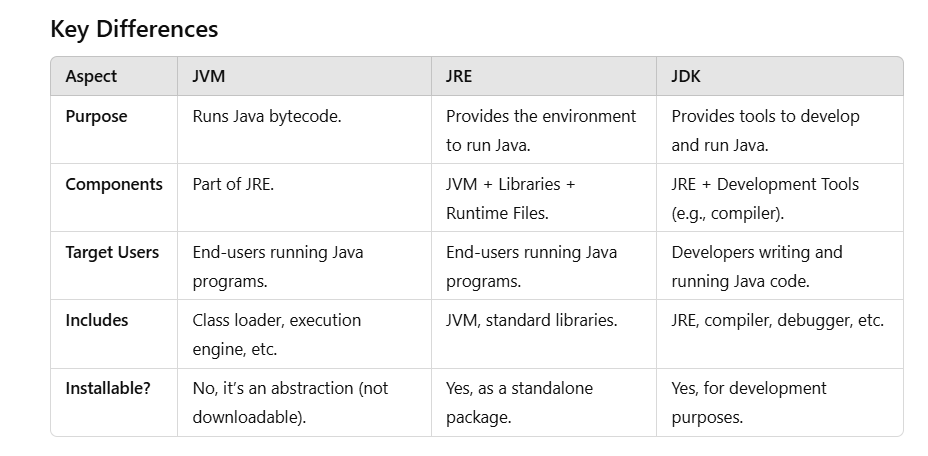 Key Differences
Aspect JVM JRE JDK
Purpose Runs Java bytecode. Provides the environment to run Java. Provides tools to develop and run Java.
Components Part of JRE. JVM + Libraries + Runtime Files. JRE + Development Tools (e.g., compiler).
Target Users End-users running Java programs. End-users running Java programs. Developers writing and running Java code.
Includes Class loader, execution engine, etc. JVM, standard libraries. JRE, compiler, debugger, etc.
Installable? No, it’s an abstraction (not downloadable). Yes, as a standalone package. Yes, for development purposes.